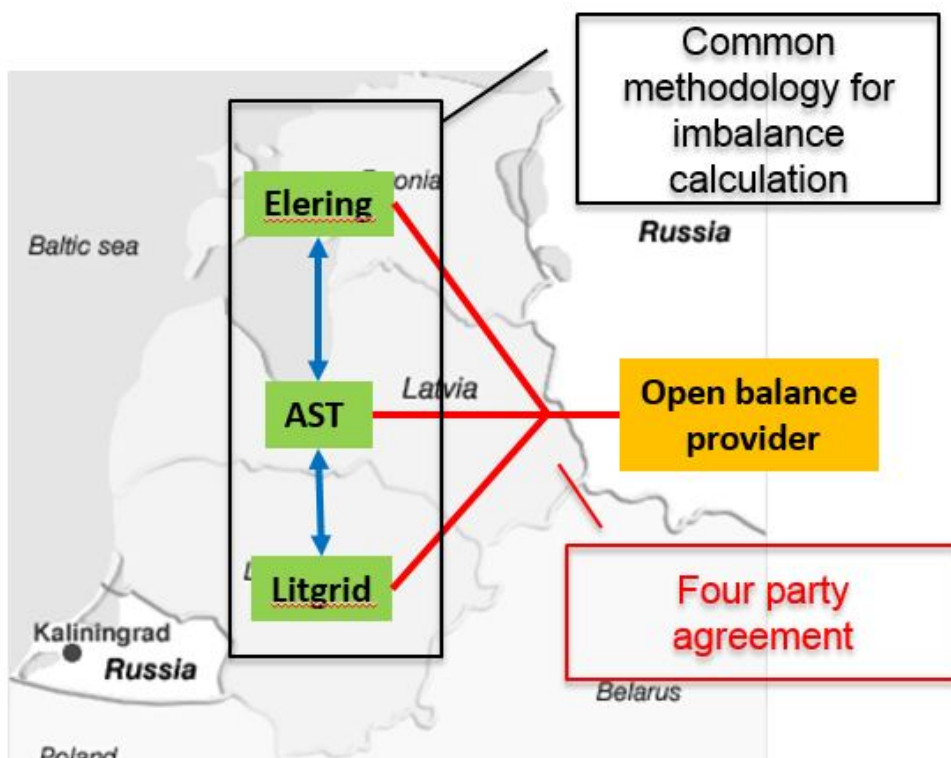 Common
methodology for
imbalance
calculation
Elering
Baltic sea
Russia
Latvia
AST
Open balance
provider
Litgrid
Four party
agreement
Kaliningrad
Russia
Belarus
Poland